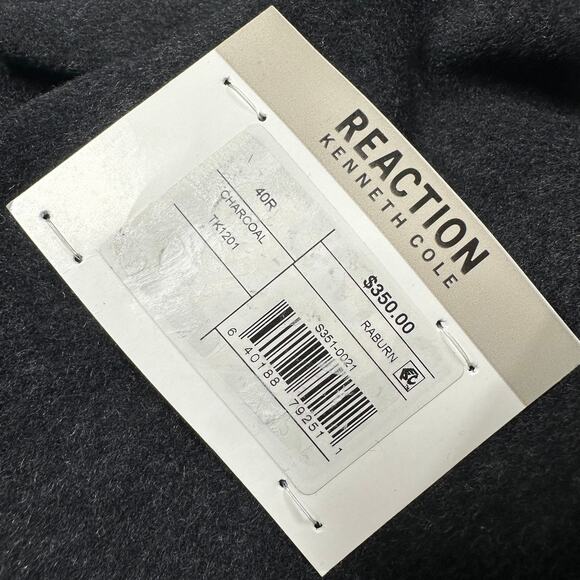 REACTION
KENNETH COLE
40R
$350.00
CHARCOAL
RABURN
TK1201
S351-0021
6 40188 79251 1